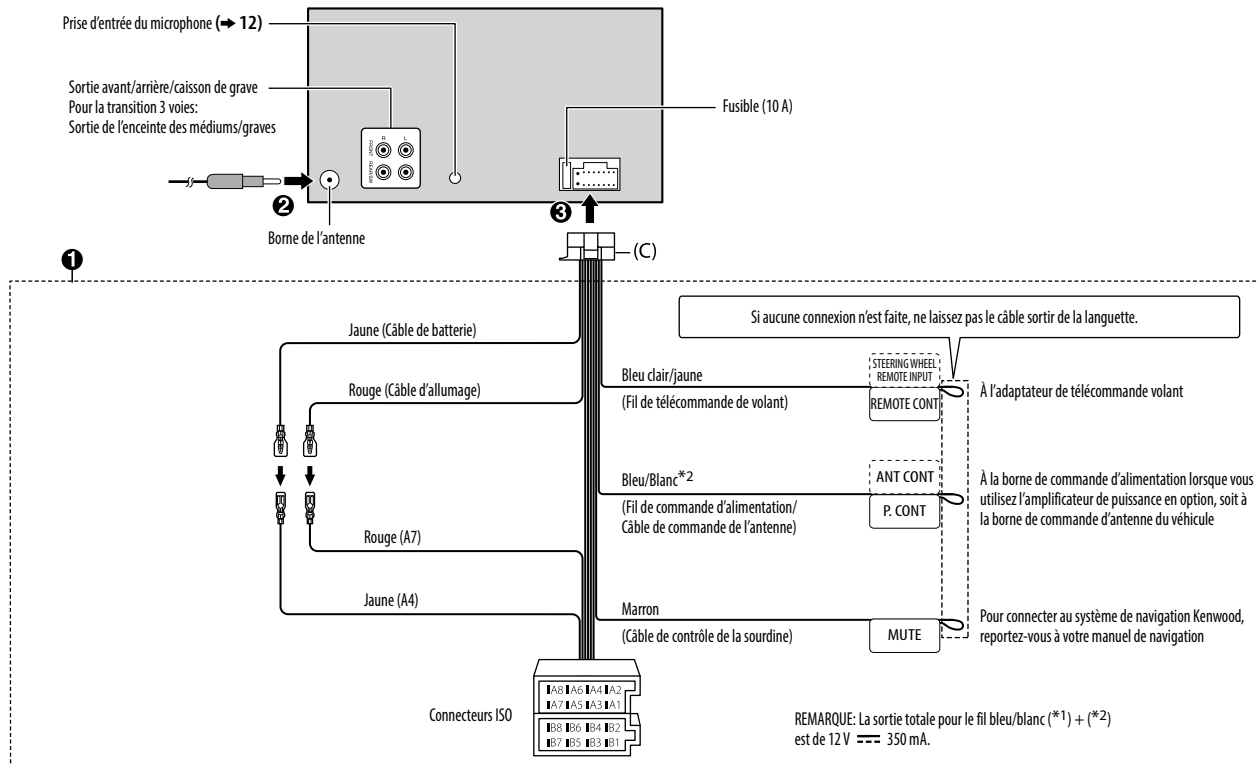 Prise d'entrée du microphone (➜ 12)
Sortie avant/arrière/caisson de grave
Pour la transition 3 voies:
Sortie de l'enceinte des médiums/graves
R L
FRONT
REAR/SW
Fusible (10 A)
❷
Borne de l'antenne
❸
(C)
❶
Si aucune connexion n'est faite, ne laissez pas le câble sortir de la languette.
Jaune (Câble de batterie)
Rouge (Câble d'allumage)
Bleu clair/jaune
(Fil de télécommande de volant)
STEERING WHEEL
REMOTE INPUT
REMOTE CONT
À l'adaptateur de télécommande volant
Bleu/Blanc*2
(Fil de commande d'alimentation/
Câble de commande de l'antenne)
ANT CONT
P. CONT
À la borne de commande d'alimentation lorsque vous
utilisez l'amplificateur de puissance en option, soit à
la borne de commande d'antenne du véhicule
Rouge (A7)
Jaune (A4)
Marron
(Câble de contrôle de la sourdine)
MUTE
Pour connecter au système de navigation Kenwood,
reportez-vous à votre manuel de navigation
Connecteurs ISO
A8 A6 A4 A2
A7 A5 A3 A1
B8 B6 B4 B2
B7 B5 B3 B1
REMARQUE: La sortie totale pour le fil bleu/blanc (*1) + (*2)
est de 12 V ⎓ 350 mA.